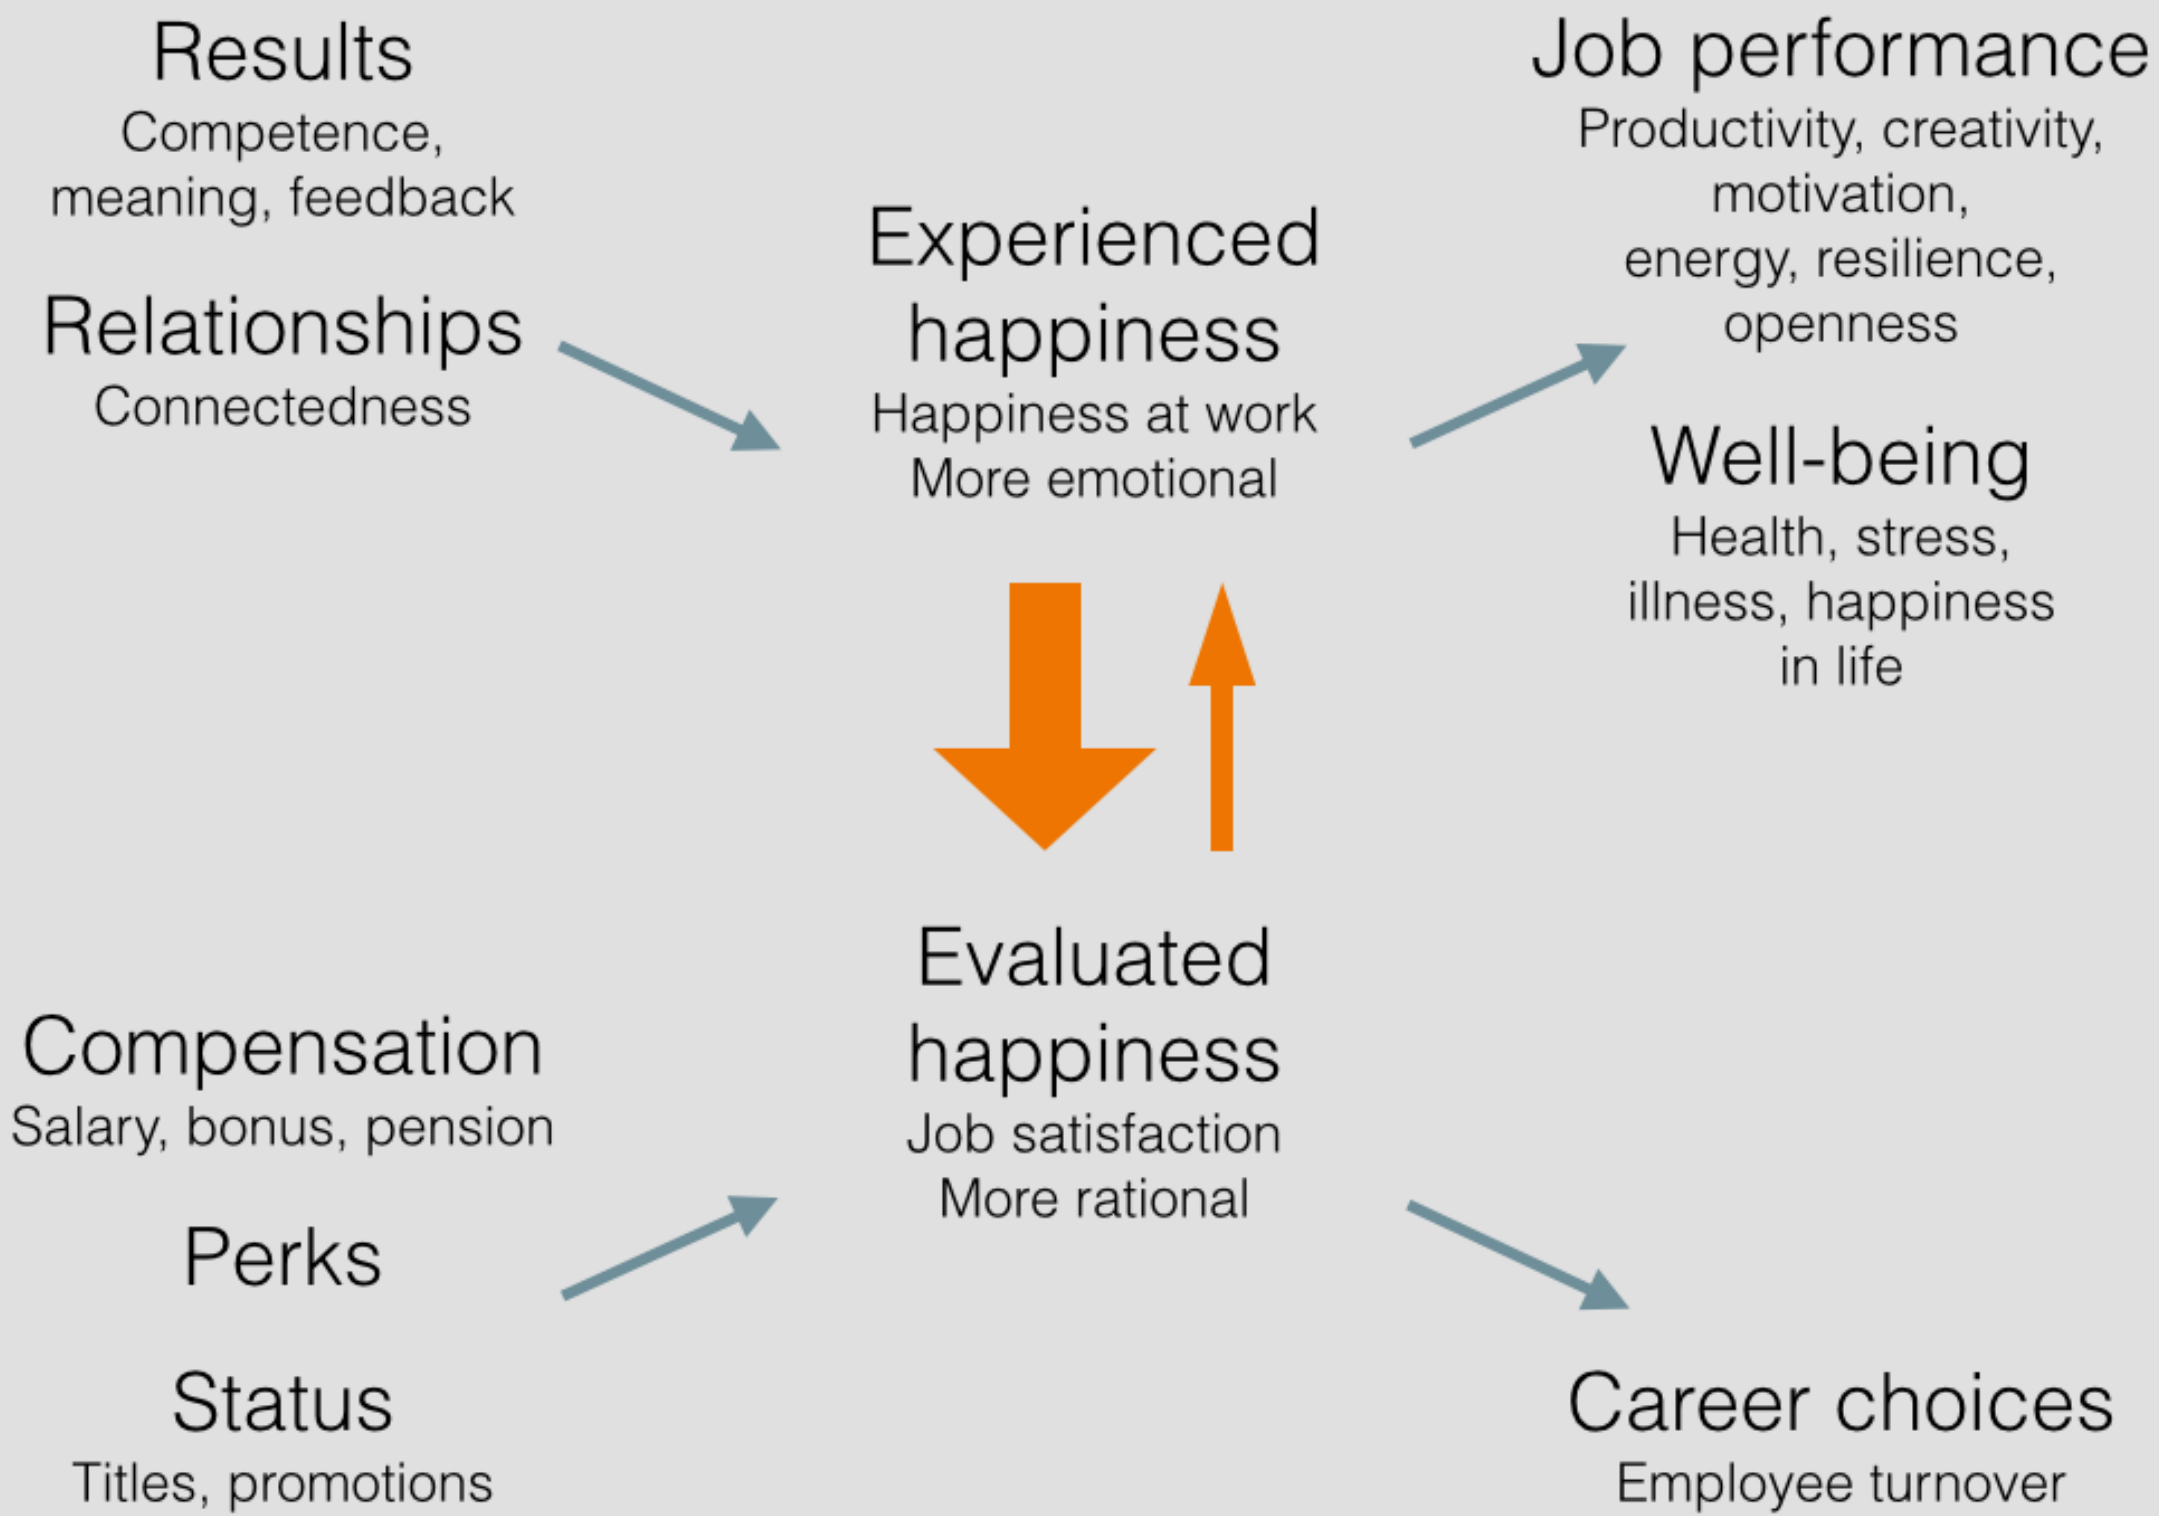 Results
Competence,
meaning, feedback
Relationships
Connectedness
Experienced
happiness
Happiness at work
More emotional
Job performance
Productivity, creativity,
motivation,
energy, resilience,
openness
Well-being
Health, stress,
illness, happiness
in life
Compensation
Salary, bonus, pension
Perks
Status
Titles, promotions
Evaluated
happiness
Job satisfaction
More rational
Career choices
Employee turnover